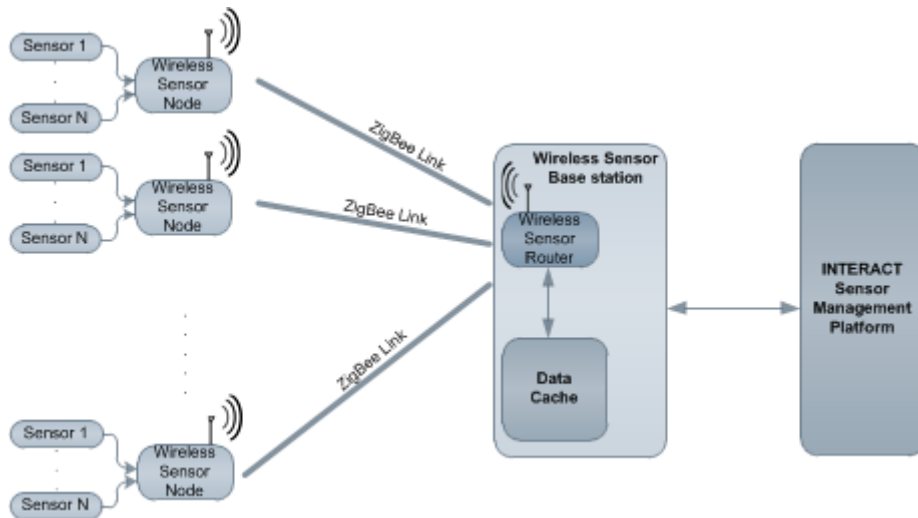 Sensor 1
Wireless
Sensor
Node
Sensor N
ZigBee Link
Sensor 1
Wireless
Sensor
Node
Sensor N
ZigBee Link
Wireless Sensor
Base station
Wireless
Sensor
Router
Data
Cache
INTERACT
Sensor
Management
Platform
ZigBee Link
Sensor 1
Wireless
Sensor
Node
Sensor N